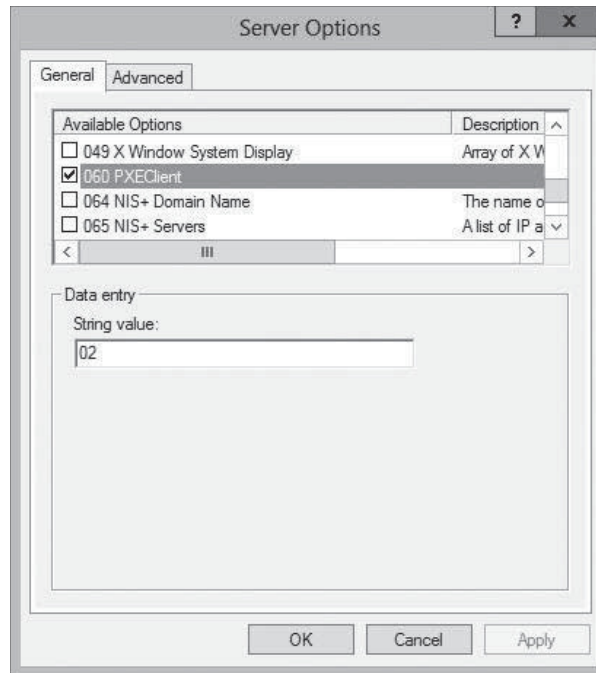 Server Options
? x
General Advanced
Available Options Description
049 X Window System Display Array of X W
060 PXEClient
064 NIS+ Domain Name The name o
065 NIS+ Servers A list of IP a
Data entry
String value:
02
OK Cancel Apply